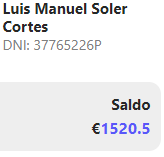 Luis Manuel Soler
Cortes
DNI: 37765226P
Saldo
€1520.5